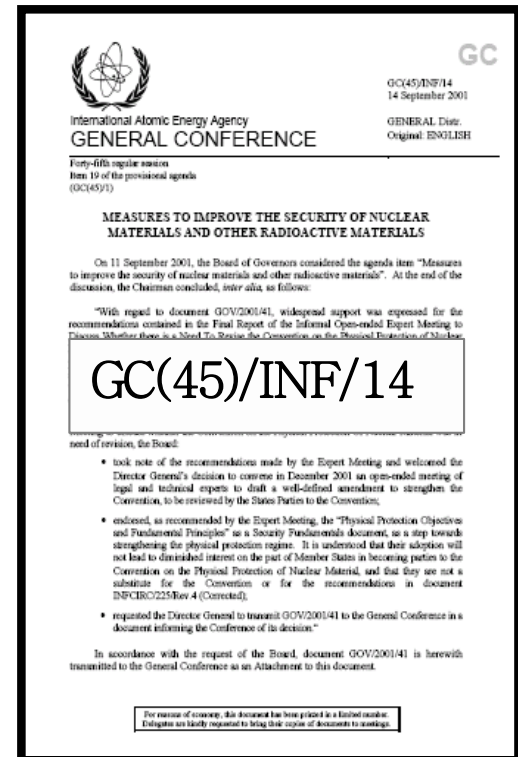 GC
GC(45)/INF/14
14 September 2001
GENERAL Distr.
Original: ENGLISH
International Atomic Energy Agency
GENERAL CONFERENCE
Forty-fifth regular session
Item 19 of the provisional agenda
(GC(45)/1)
MEASURES TO IMPROVE THE SECURITY OF NUCLEAR
MATERIALS AND OTHER RADIOACTIVE MATERIALS
On 11 September 2001, the Board of Governors considered the agenda item "Measures
to improve the security of nuclear materials and other radioactive materials". At the end of the
discussion, the Chairman concluded, inter alia, as follows:
"With regard to document GOV/2001/41, widespread support was expressed for the
recommendations contained in the Final Report of the Informal Open-ended Expert Meeting to
Discuss Whether there is a Need To Revise the Convention on the Physical Protection of Nuclear
GC(45)/INF/14
need of revision, the Board:
• took note of the recommendations made by the Expert Meeting and welcomed the
Director General's decision to convene in December 2001 an open-ended meeting of
legal and technical experts to draft a well-defined amendment to strengthen the
Convention, to be reviewed by the States Parties to the Convention;
• endorsed, as recommended by the Expert Meeting, the "Physical Protection Objectives
and Fundamental Principles" as a Security Fundamentals document, as a step towards
strengthening the physical protection regime. It is understood that their adoption will
not lead to diminished interest on the part of Member States in becoming parties to the
Convention on the Physical Protection of Nuclear Material, and that they are not a
substitute for the Convention or for the recommendations in document
INFCIRC/225/Rev.4 (Corrected);
• requested the Director General to transmit GOV/2001/41 to the General Conference in a
document informing the Conference of its decision."
In accordance with the request of the Board, document GOV/2001/41 is herewith
transmitted to the General Conference as an Attachment to this document.
For reasons of economy, this document has been printed in a limited number.
Delegates are kindly requested to bring their copies of documents to meetings.